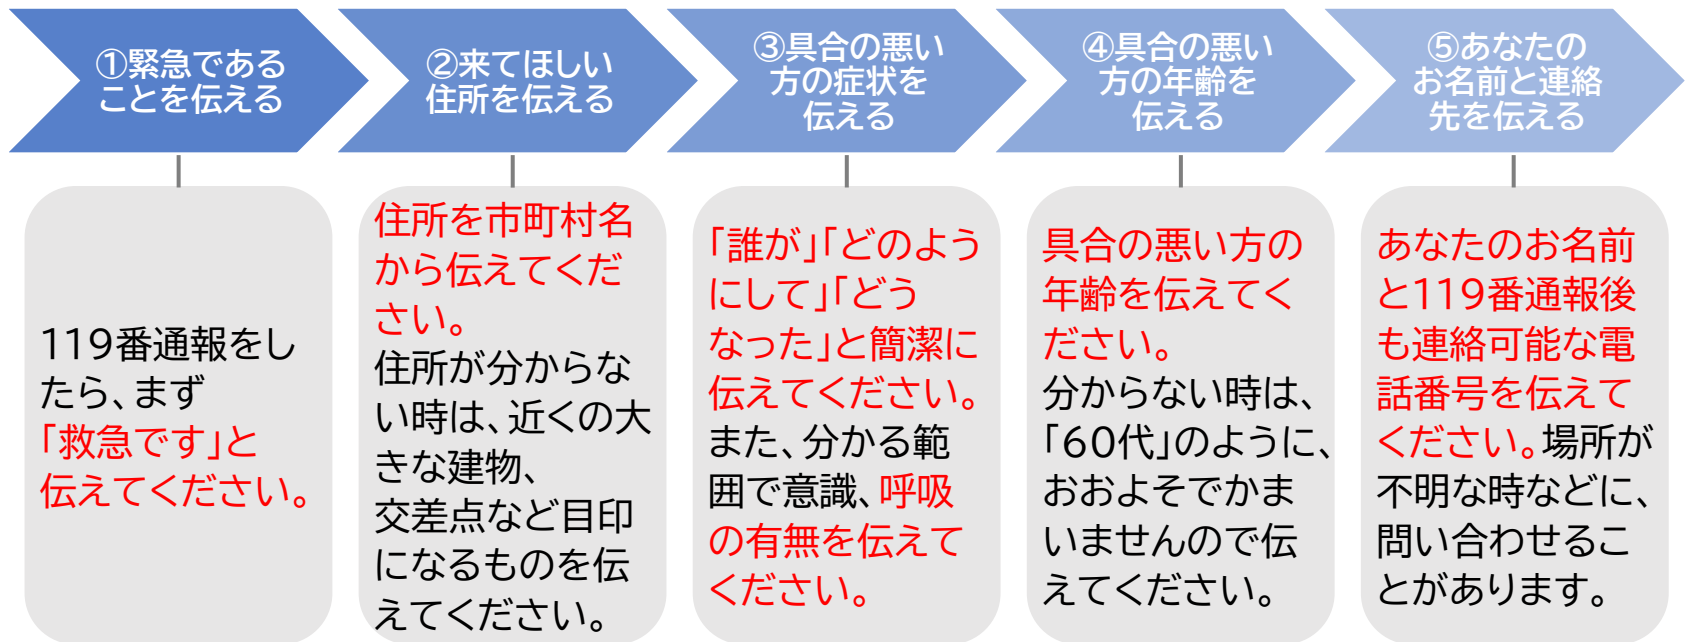 ①緊急である
ことを伝える
②来てほしい
住所を伝える
③具合の悪い
方の症状を
伝える
④具合の悪い
方の年齢を
伝える
⑤あなたの
お名前と連絡
先を伝える
119番通報をし
たら、まず
「救急です」と
伝えてください。
住所を市町村名
から伝えてくだ
さい。
住所が分からな
い時は、近くの大
きな建物、
交差点など目印
になるものを伝
えてください。
「誰が」「どのよう
にして」「どう
なった」と簡潔に
伝えてください。
また、分かる範
囲で意識、呼吸
の有無を伝えて
ください。
具合の悪い方の
年齢を伝えてく
ださい。
分からない時は、
「60代」のように、
おおよそでかま
いませんので伝
えてください。
あなたのお名前
と119番通報後
も連絡可能な電
話番号を伝えて
ください。場所が
不明な時などに、
問い合わせるこ
とがあります。